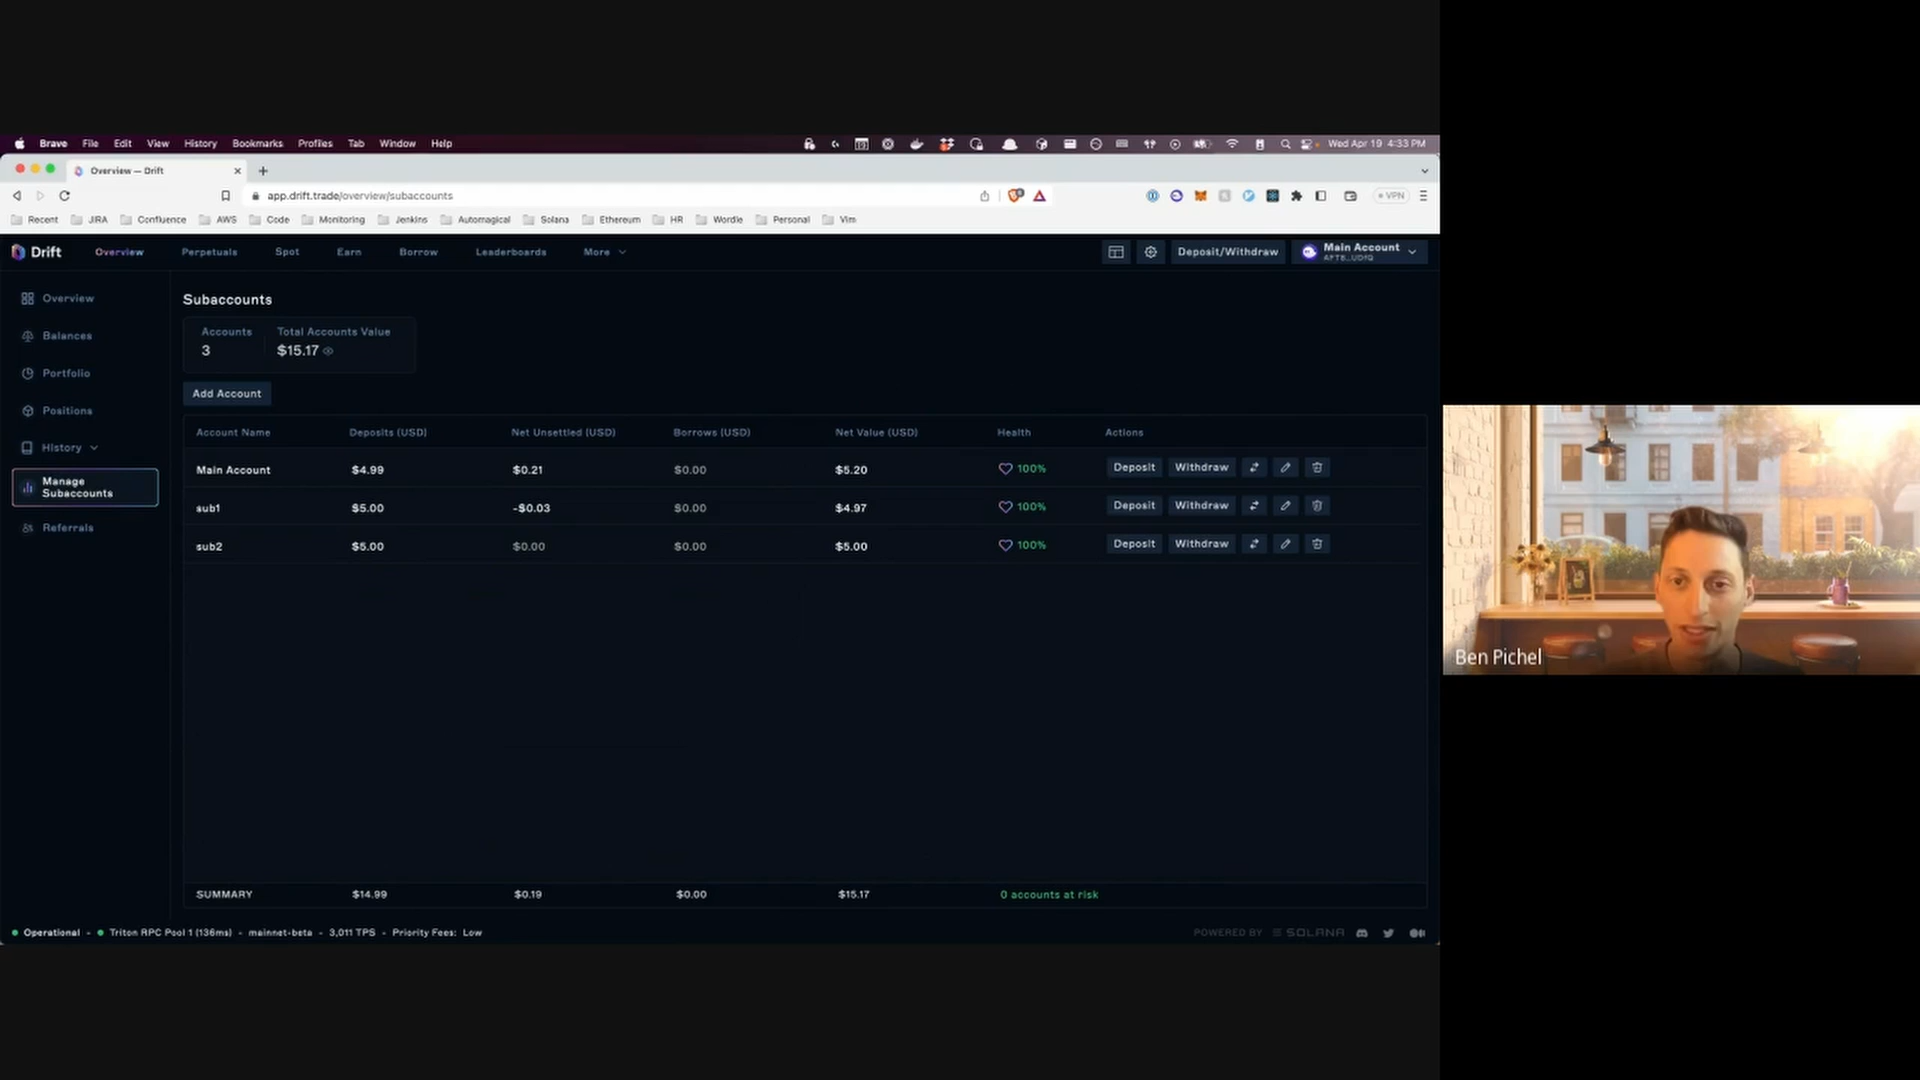 Brave File Edit View History Bookmarks Profiles Tab Window Help Wed Apr 19 4:33 PM
Overview — Drift
app.drift.trade/overview/subaccounts VPN
Recent JIRA Confluence AWS Code Monitoring Jenkins Automagical Solana Ethereum HR Wordle Personal Vim
Drift Overview Perpetuals Spot Earn Borrow Leaderboards More Deposit/Withdraw Main Account
Overview
Balances
Portfolio
Positions
History
Manage
Subaccounts
Referrals
Subaccounts
Accounts Total Accounts Value
3 $15.17
Add Account
Account Name Deposits (USD) Net Unsettled (USD) Borrows (USD) Net Value (USD) Health Actions
Main Account $4.99 $0.21 $0.00 $5.20 100% Deposit Withdraw
sub1 $5.00 -$0.03 $0.00 $4.97 100% Deposit Withdraw
sub2 $5.00 $0.00 $0.00 $5.00 100% Deposit Withdraw
SUMMARY $14.99 $0.19 $0.00 $15.17 0 accounts at risk
Operational - Triton RPC Pool 1 (136ms) - mainnet-beta - 3,011 TPS - Priority Fees: Low POWERED BY SOLANA
Ben Pichel